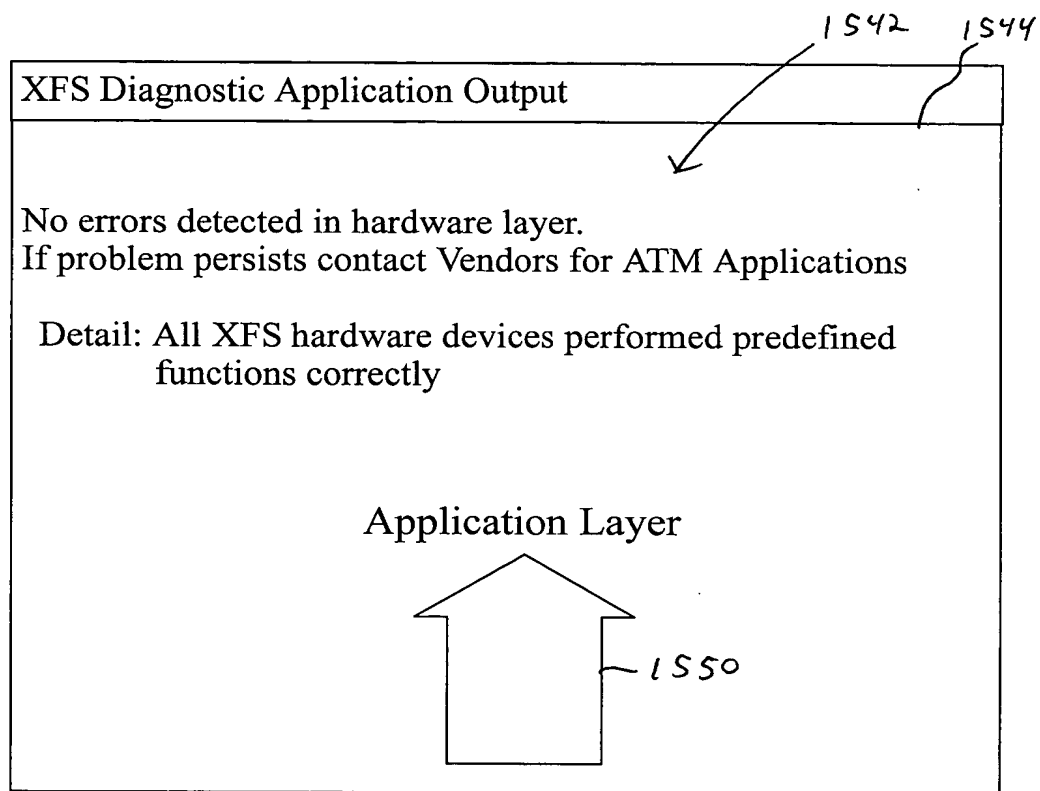 1542 1544
XFS Diagnostic Application Output
No errors detected in hardware layer.
If problem persists contact Vendors for ATM Applications
Detail: All XFS hardware devices performed predefined
functions correctly
Application Layer
1550